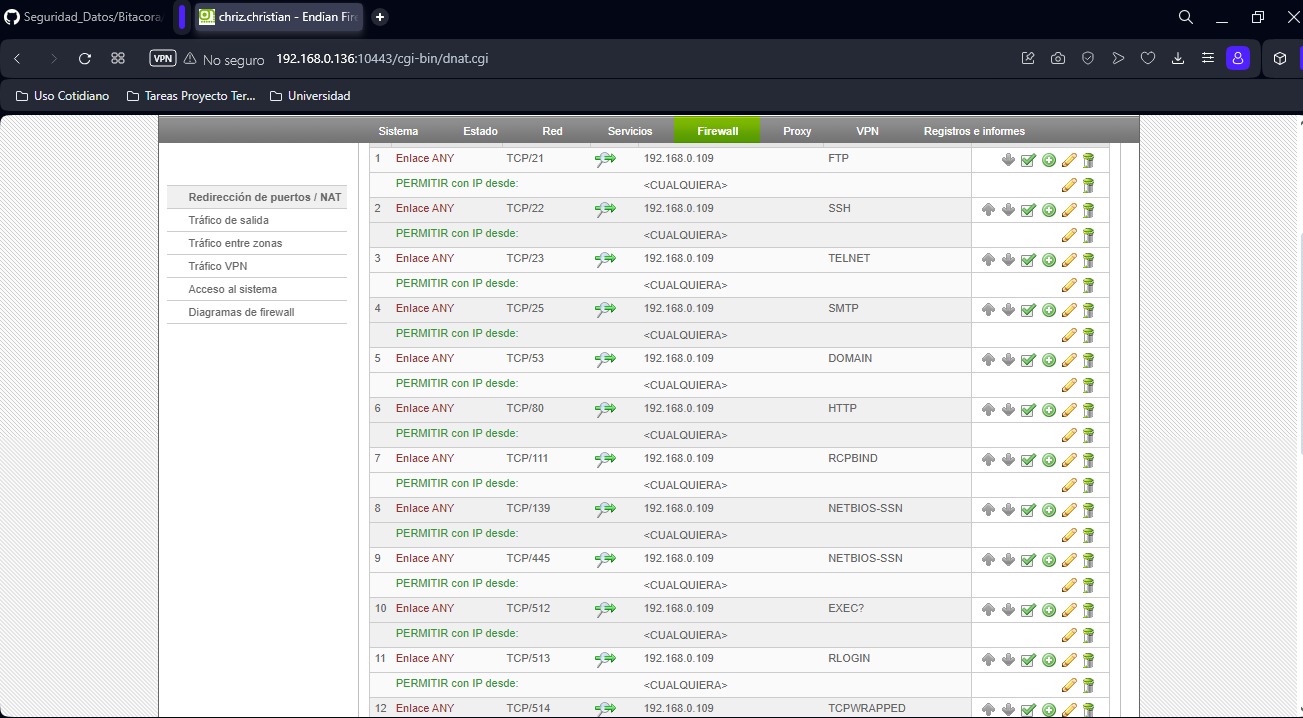 Seguridad_Datos/Bitacora
chriz.christian - Endian Fire
VPN No seguro 192.168.0.136:10443/cgi-bin/dnat.cgi
Uso Cotidiano Tareas Proyecto Ter... Universidad
Sistema Estado Red Servicios Firewall Proxy VPN Registros e informes
Redirección de puertos / NAT
Tráfico de salida
Tráfico entre zonas
Tráfico VPN
Acceso al sistema
Diagramas de firewall
1 Enlace ANY TCP/21 192.168.0.109 FTP
PERMITIR con IP desde: <CUALQUIERA>
2 Enlace ANY TCP/22 192.168.0.109 SSH
PERMITIR con IP desde: <CUALQUIERA>
3 Enlace ANY TCP/23 192.168.0.109 TELNET
PERMITIR con IP desde: <CUALQUIERA>
4 Enlace ANY TCP/25 192.168.0.109 SMTP
PERMITIR con IP desde: <CUALQUIERA>
5 Enlace ANY TCP/53 192.168.0.109 DOMAIN
PERMITIR con IP desde: <CUALQUIERA>
6 Enlace ANY TCP/80 192.168.0.109 HTTP
PERMITIR con IP desde: <CUALQUIERA>
7 Enlace ANY TCP/111 192.168.0.109 RCPBIND
PERMITIR con IP desde: <CUALQUIERA>
8 Enlace ANY TCP/139 192.168.0.109 NETBIOS-SSN
PERMITIR con IP desde: <CUALQUIERA>
9 Enlace ANY TCP/445 192.168.0.109 NETBIOS-SSN
PERMITIR con IP desde: <CUALQUIERA>
10 Enlace ANY TCP/512 192.168.0.109 EXEC?
PERMITIR con IP desde: <CUALQUIERA>
11 Enlace ANY TCP/513 192.168.0.109 RLOGIN
PERMITIR con IP desde: <CUALQUIERA>
12 Enlace ANY TCP/514 192.168.0.109 TCPWRAPPED